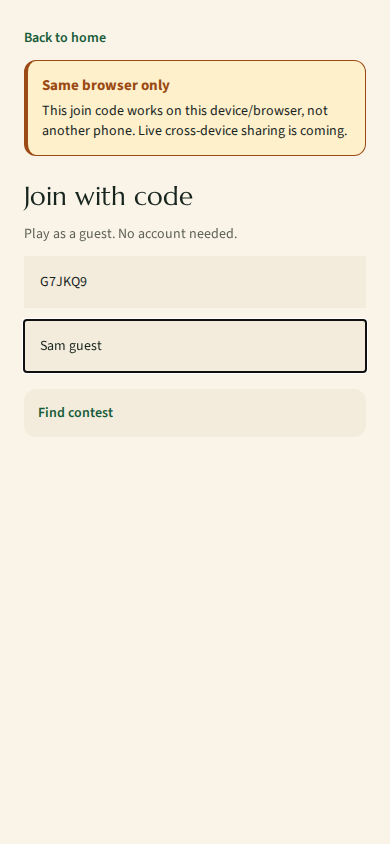 Back to home
Same browser only
This join code works on this device/browser, not
another phone. Live cross-device sharing is coming.
Join with code
Play as a guest. No account needed.
G7JKQ9
Sam guest
Find contest